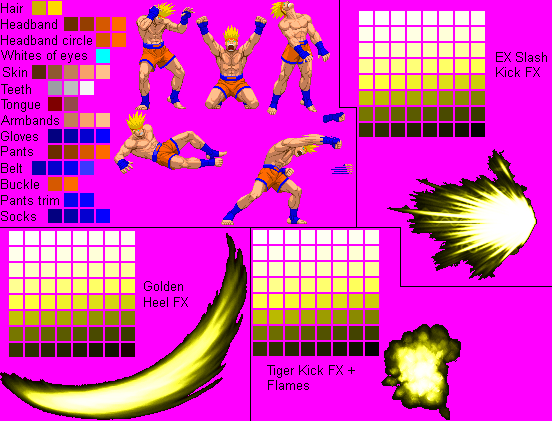 Hair
Headband
Headband circle
Whites of eyes
Skin
Teeth
Tongue
Armbands
Gloves
Pants
Belt
Buckle
Pants trim
Socks
EX Slash
Kick FX
Golden
Heel FX
Tiger Kick FX +
Flames